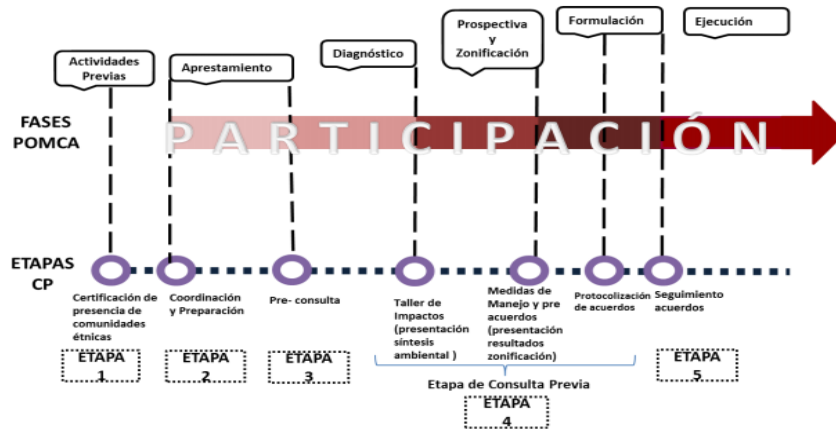 Actividades
Previas
Aprestamiento
Diagnóstico
Prospectiva
y
Zonificación
Formulación
Ejecución
FASES
POMCA
PARTICIPACIÓN
ETAPAS
CP
Certificación de
presencia de
comunidades
étnicas
Coordinación
y Preparación
Pre- consulta
Taller de
Impactos
(presentación
síntesis
ambiental )
Medidas de
Manejo y pre
acuerdos
(presentación
resultados
zonificación)
Protocolización
de acuerdos
Seguimiento
acuerdos
ETAPA
1
ETAPA
2
ETAPA
3
Etapa de Consulta Previa
ETAPA
4
ETAPA
5